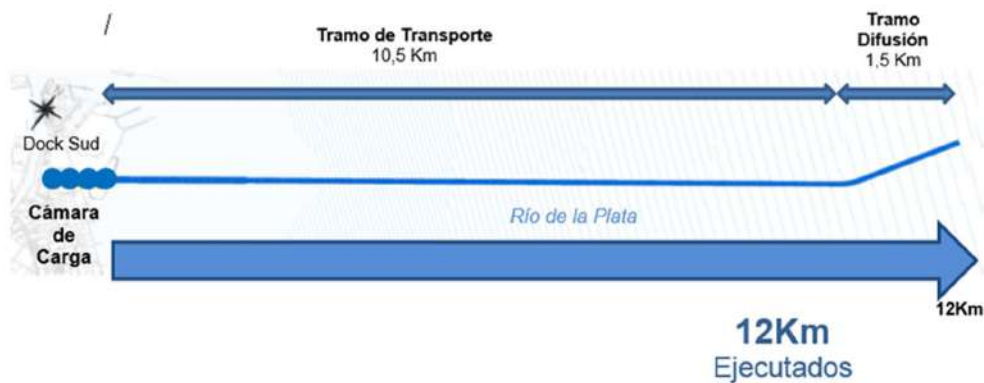 /
Tramo de Transporte
10,5 Km
Tramo
Difusión
1,5 Km
Dock Sud
Cámara
de
Carga
Río de la Plata
12Km
12Km
Ejecutados